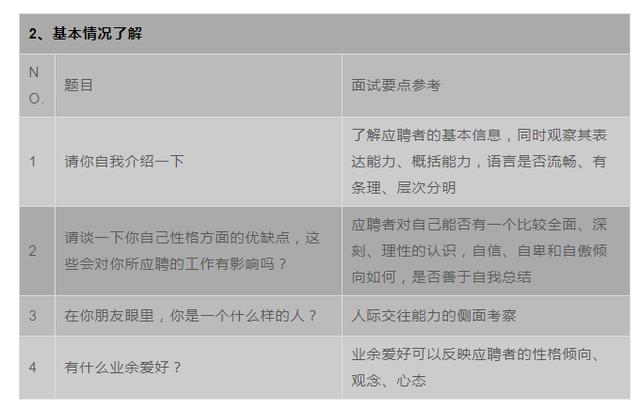 2、基本情况了解
N
O.
题目
面试要点参考
1
请你自我介绍一下
了解应聘者的基本信息，同时观察其表
达能力、概括能力，语言是否流畅、有
条理、层次分明
2
请谈一下你自己性格方面的优缺点，这
些会对你所应聘的工作有影响吗？
应聘者对自己能否有一个比较全面、深
刻、理性的认识，自信、自卑和自傲倾
向如何，是否善于自我总结
3
在你朋友眼里，你是一个什么样的人？
人际交往能力的侧面考察
4
有什么业余爱好？
业余爱好可以反映应聘者的性格倾向、
观念、心态